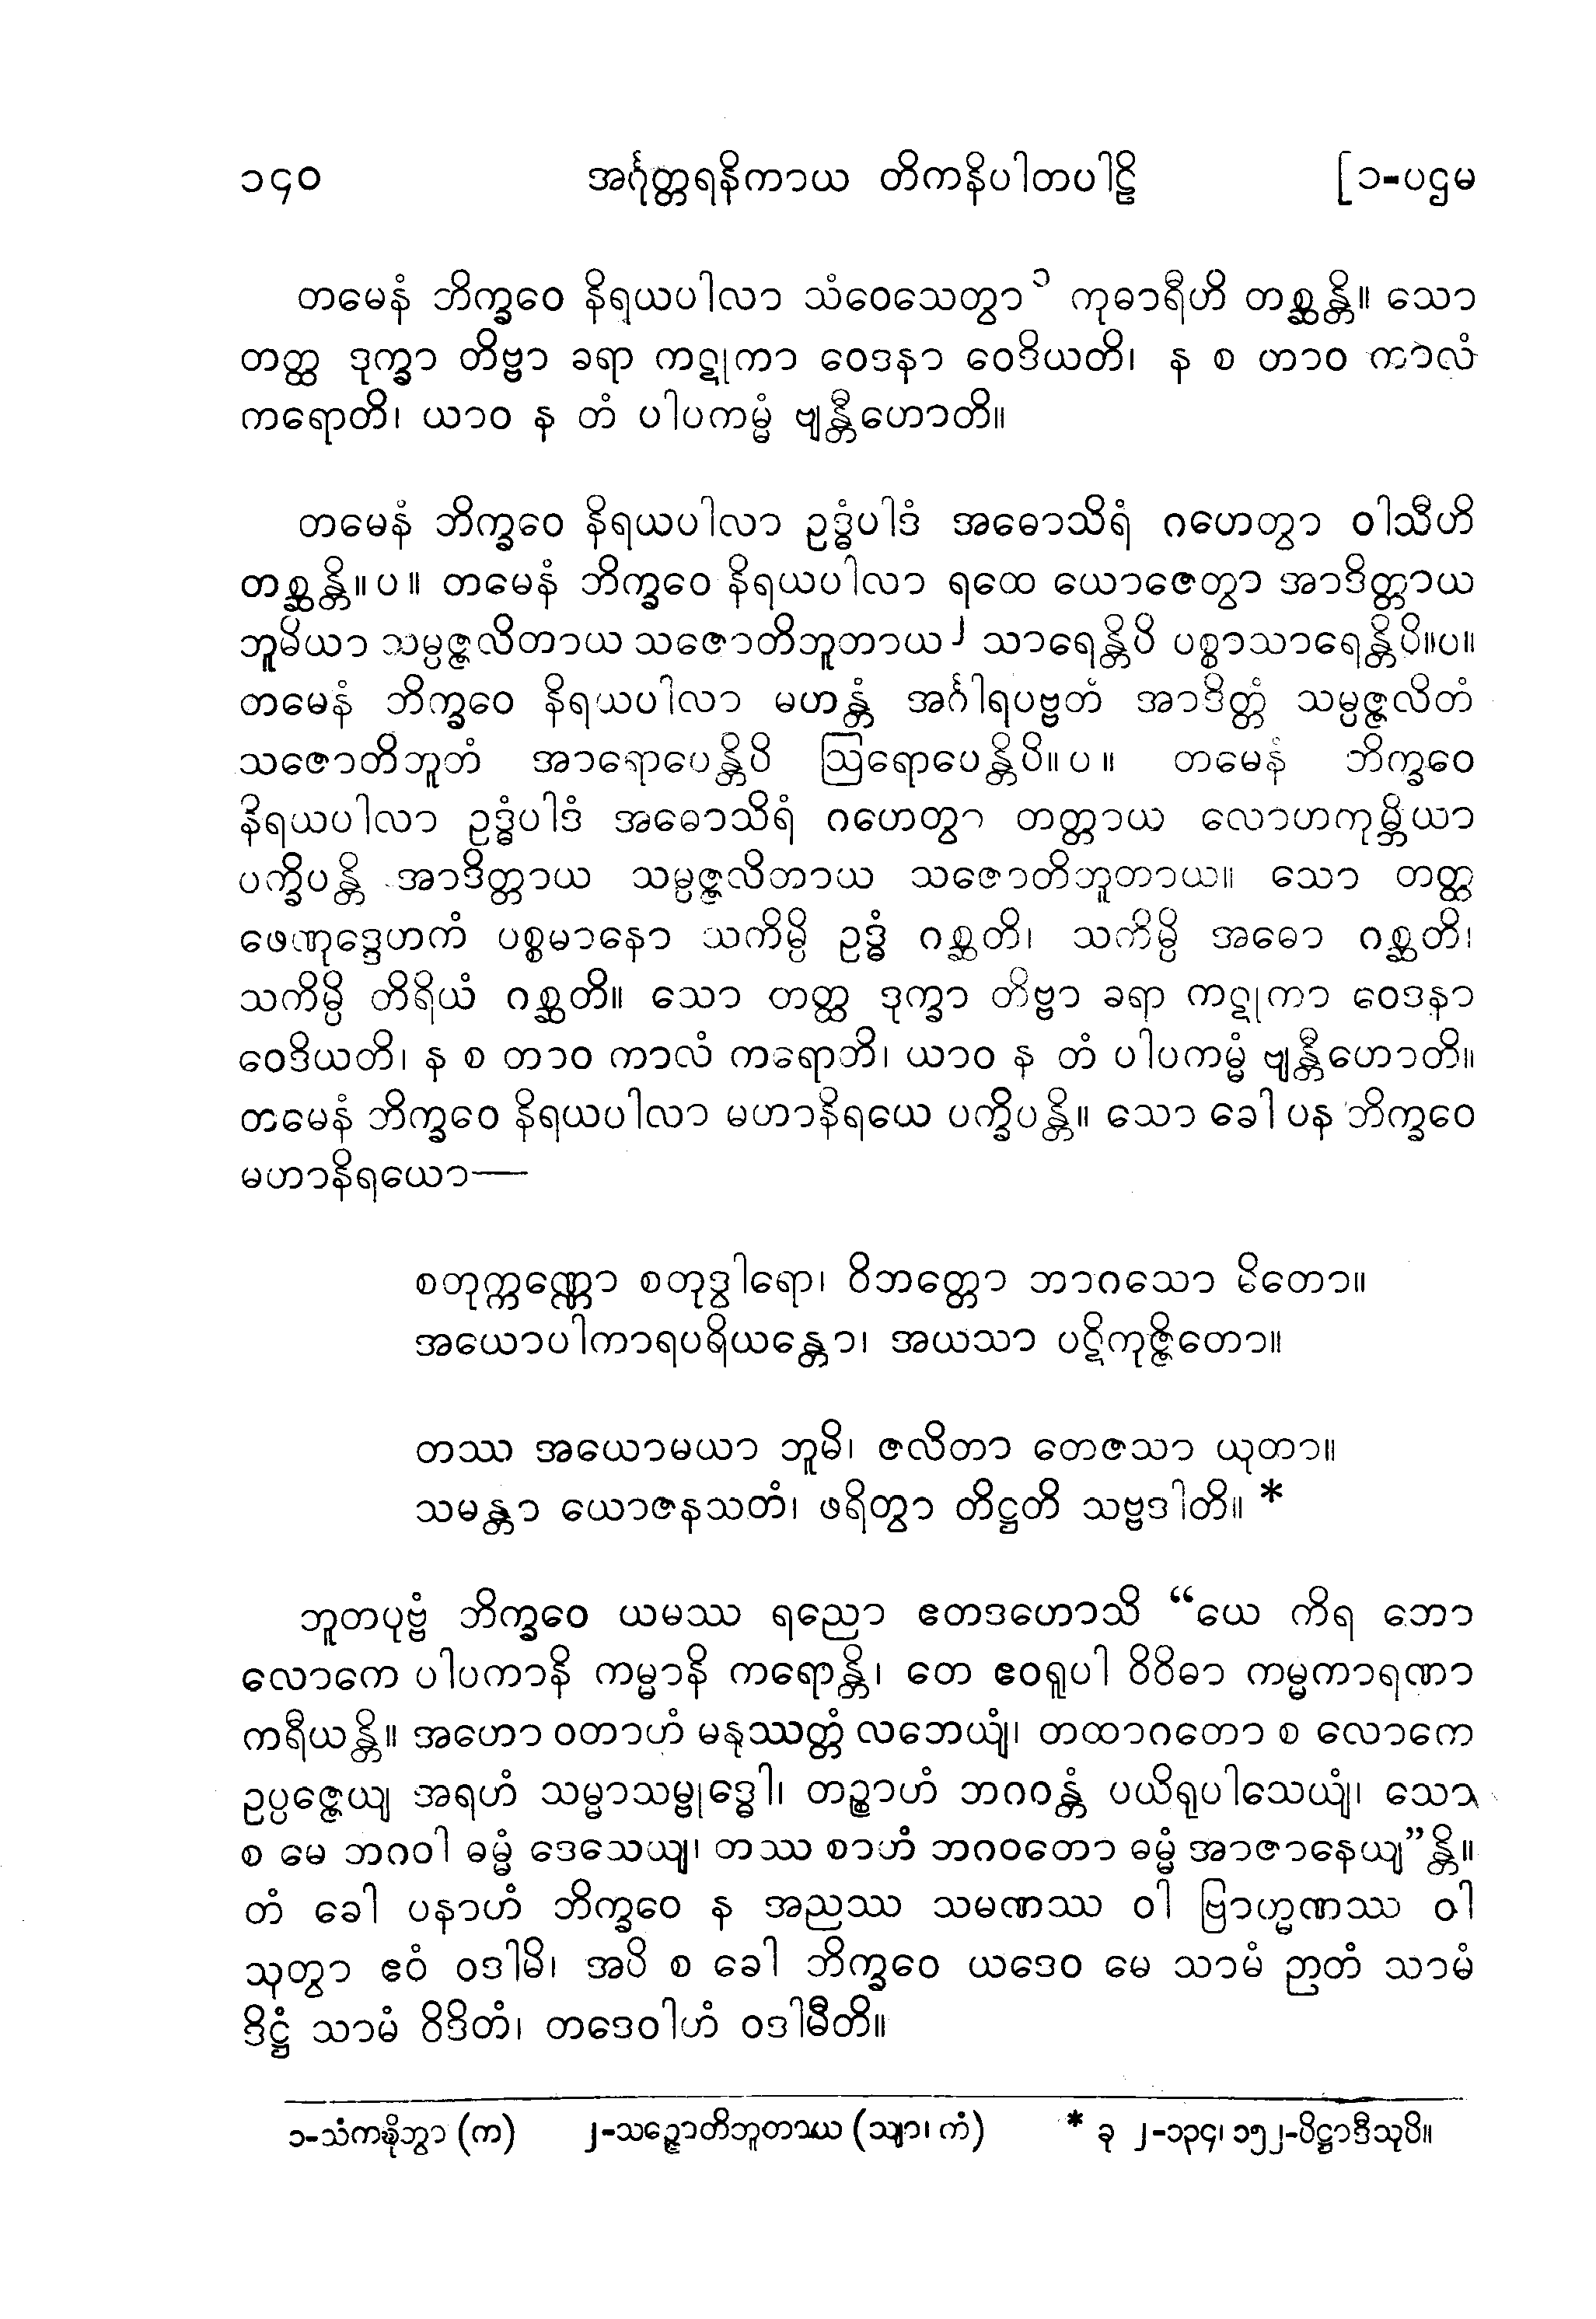 ၁၄၀ အင်္ဂုတ္တရနိကာယ တိကနိပါတပါဠိ [၁-ပဌမ
တမေနံ ဘိက္ခဝေ နိရယပါလာ သံဝေသေတွာ ၁ ကုဓာရီဟိ တစ္ဆန္တိ။ သော
တတ္ထ ဒုက္ခာ တိဗ္ဗာ ခရာ ကဋုကာ ဝေဒနာ ဝေဒိယတိ၊ န စ တာဝ ကာလံ
ကရောတိ၊ ယာဝ န တံ ပါပကမ္မံ ဗျန္တီဟောတိ။
တမေနံ ဘိက္ခဝေ နိရယပါလာ ဥဒ္ဓံပါဒံ အဓောသိရံ ဂဟေတွာ ဝါသီဟိ
တစ္ဆန္တိ။ပ။ တမေနံ ဘိက္ခဝေ နိရယပါလာ ရထေ ယောဇေတွာ အာဒိတ္တာယ
ဘူမိယာ သမ္ပဇ္ဇလိတာယ သဇောတိဘူတာယ ၂ သာရေန္တိပိ ပစ္စာသာရေန္တိပိ။ပ။
တမေနံ ဘိက္ခဝေ နိရယပါလာ မဟန္တံ အင်္ဂါရပဗ္ဗတံ အာဒိတ္တံ သမ္ပဇ္ဇလိတံ
သဇောတိဘူတံ အာရောပေန္တိပိ ဩရောပေန္တိပိ။ပ။ တမေနံ ဘိက္ခဝေ
နိရယပါလာ ဥဒ္ဓံပါဒံ အဓောသိရံ ဂဟေတွာ တတ္တာယ လောဟကုမ္ဘိယာ
ပက္ခိပန္တိ အာဒိတ္တာယ သမ္ပဇ္ဇလိတာယ သဇောတိဘူတာယ။ သော တတ္ထ
ဖေဏုဒ္ဒေဟကံ ပစ္စမာနော သကိမ္ပိ ဥဒ္ဓံ ဂစ္ဆတိ၊ သကိမ္ပိ အဓော ဂစ္ဆတိ၊
သကိမ္ပိ တိရိယံ ဂစ္ဆတိ။ သော တတ္ထ ဒုက္ခာ တိဗ္ဗာ ခရာ ကဋုကာ ဝေဒနာ
ဝေဒိယတိ၊ န စ တာဝ ကာလံ ကရောတိ၊ ယာဝ န တံ ပါပကမ္မံ ဗျန္တီဟောတိ။
တမေနံ ဘိက္ခဝေ နိရယပါလာ မဟာနိရယေ ပက္ခိပန္တိ။ သော ခေါ ပန ဘိက္ခဝေ
မဟာနိရယော—
စတုက္ကဏ္ဏော စတုဒွါရော၊ ဝိဘတ္တော ဘာဂသော မိတော။
အယောပါကာရပရိယန္တော၊ အယသာ ပဋိကုဇ္ဇိတော။
တဿ အယောမယာ ဘူမိ၊ ဇလိတာ တေဇသာ ယုတာ။
သမန္တာ ယောဇနသတံ၊ ဖရိတွာ တိဋ္ဌတိ သဗ္ဗဒါတိ။ *
ဘူတပုဗ္ဗံ ဘိက္ခဝေ ယမဿ ရညော ဧတဒဟောသိ “ယေ ကိရ ဘော
လောကေ ပါပကာနိ ကမ္မာနိ ကရောန္တိ၊ တေ ဧဝရူပါ ဝိဝိဓာ ကမ္မကာရဏာ
ကရီယန္တိ။ အဟော ဝတာဟံ မနုဿတ္တံ လဘေယျံ၊ တထာဂတော စ လောကေ
ဥပ္ပဇ္ဇေယျ အရဟံ သမ္မာသမ္ဗုဒ္ဓေါ၊ တဉ္စာဟံ ဘဂဝန္တံ ပယိရုပါသေယျံ၊ သော
စ မေ ဘဂဝါ ဓမ္မံ ဒေသေယျ၊ တဿ စာဟံ ဘဂဝတော ဓမ္မံ အာဇာနေယျ”န္တိ။
တံ ခေါ ပနာဟံ ဘိက္ခဝေ န အညဿ သမဏဿ ဝါ ဗြာဟ္မဏဿ ဝါ
သုတွာ ဧဝံ ဝဒါမိ၊ အပိ စ ခေါ ဘိက္ခဝေ ယဒေဝ မေ သာမံ ဉာတံ သာမံ
ဒိဋ္ဌံ သာမံ ဝိဒိတံ၊ တဒေဝါဟံ ဝဒါမီတိ။
၁-သံကဍ္ဎိတွာ (က) ၂-သဉ္ဇောတိဘူတာယ (သျာ၊ ကံ) * ခု ၂-၁၃၄၊ ၁၅၂-ပိဋ္ဌာဒီသုပိ။